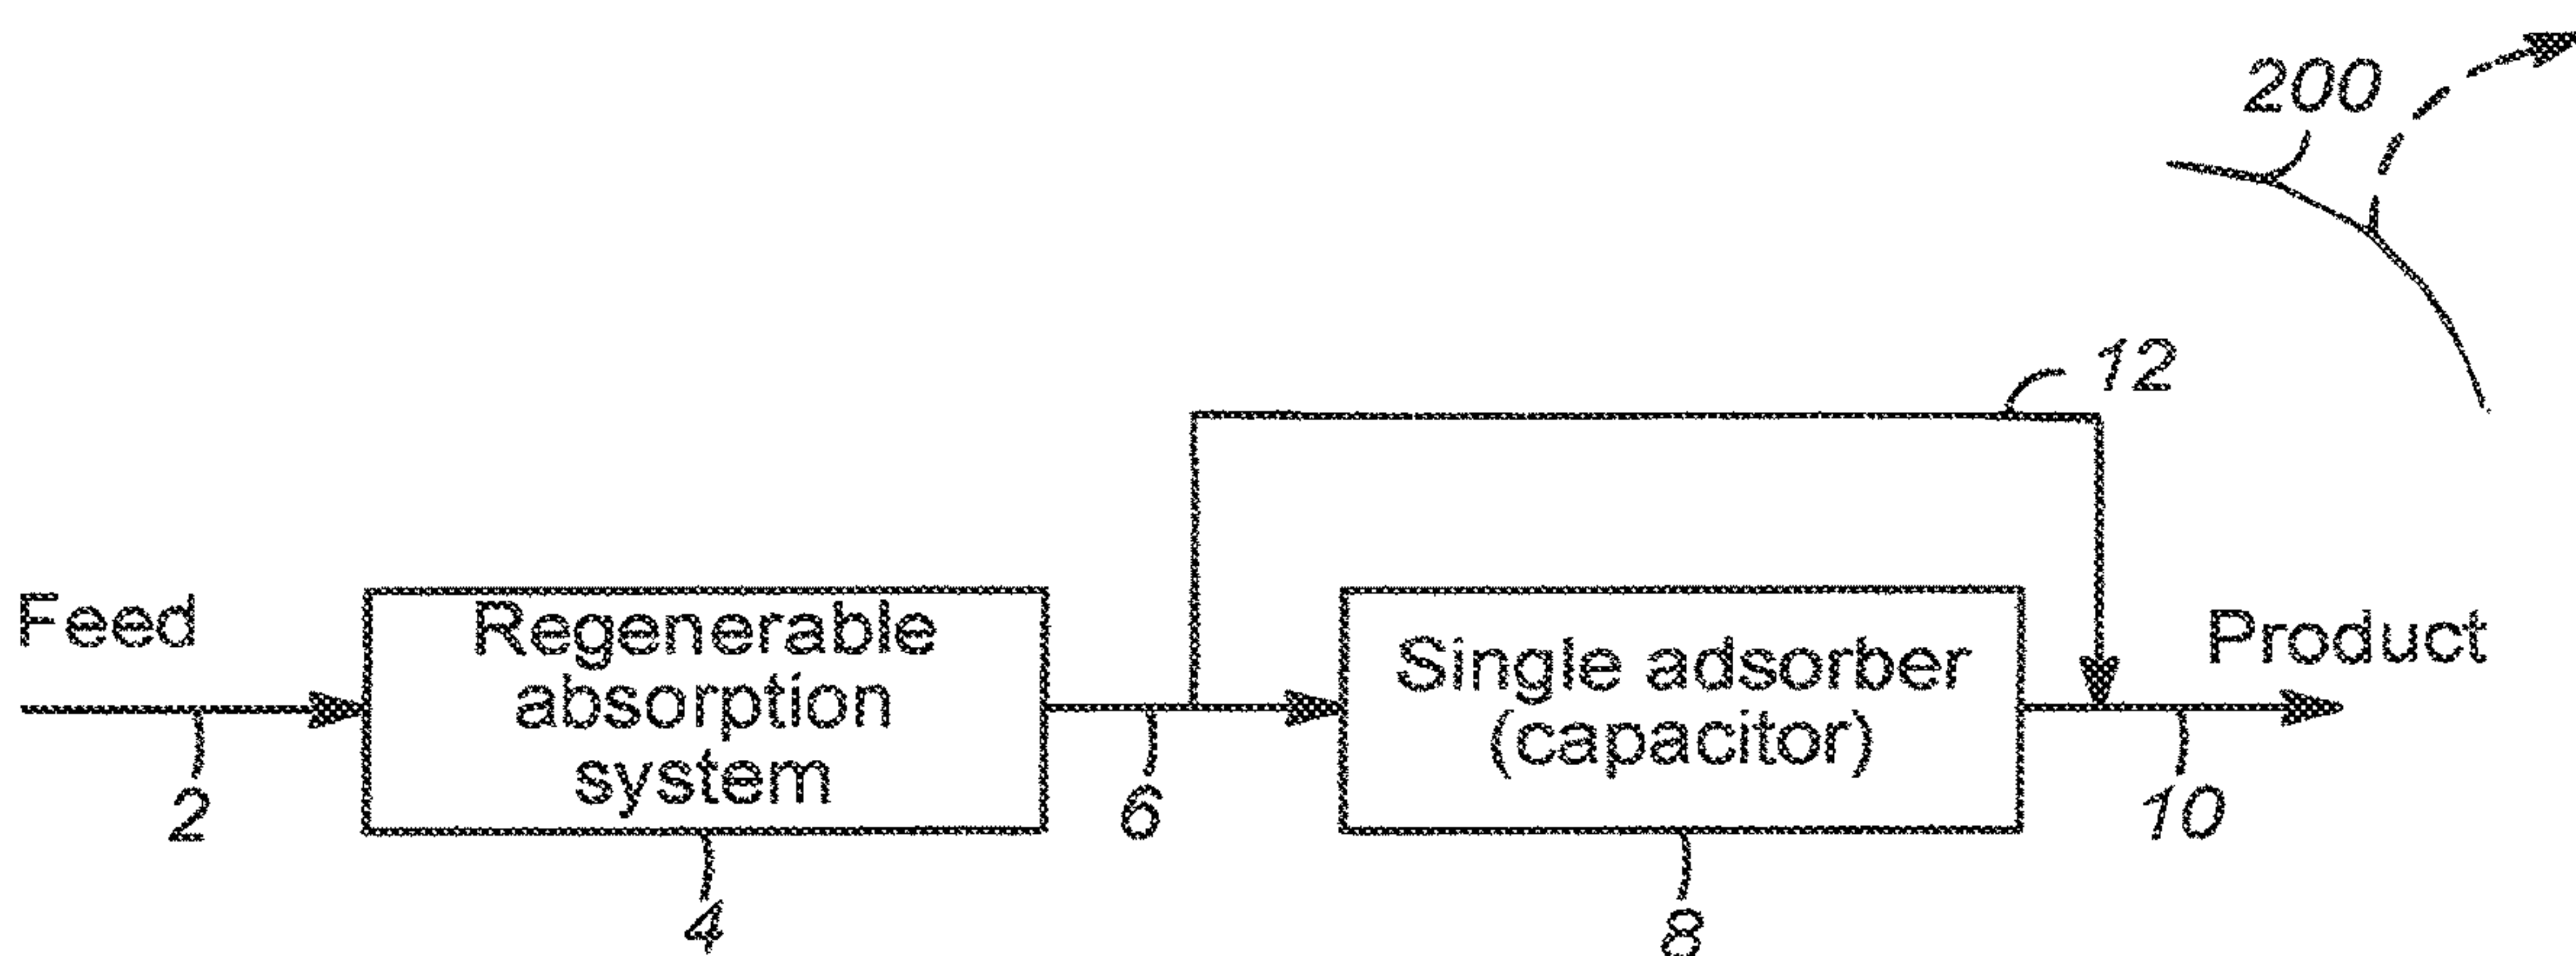 200
12
Feed
Regenerable
absorption
system
Single adsorber
(capacitor)
Product
2
6
10
4
8